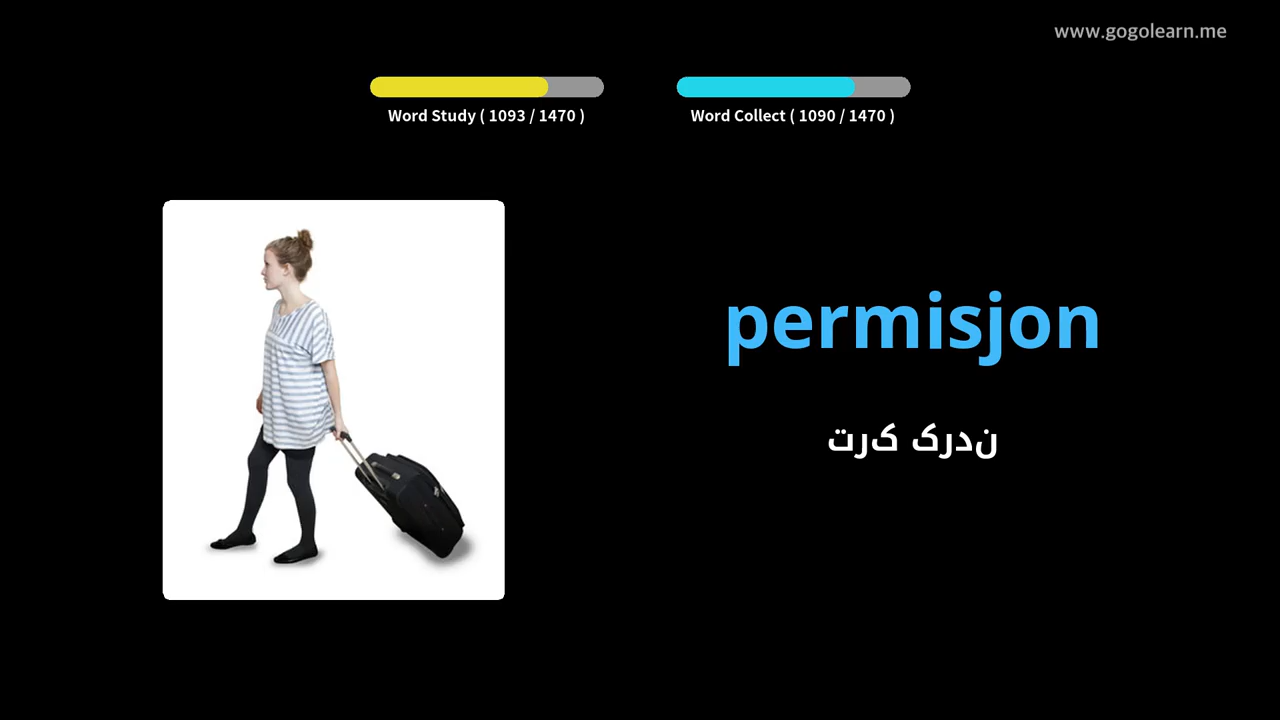 www.gogolearn.me
Word Study ( 1093 / 1470 )
Word Collect ( 1090 / 1470 )
permisjon
ندرک کرت